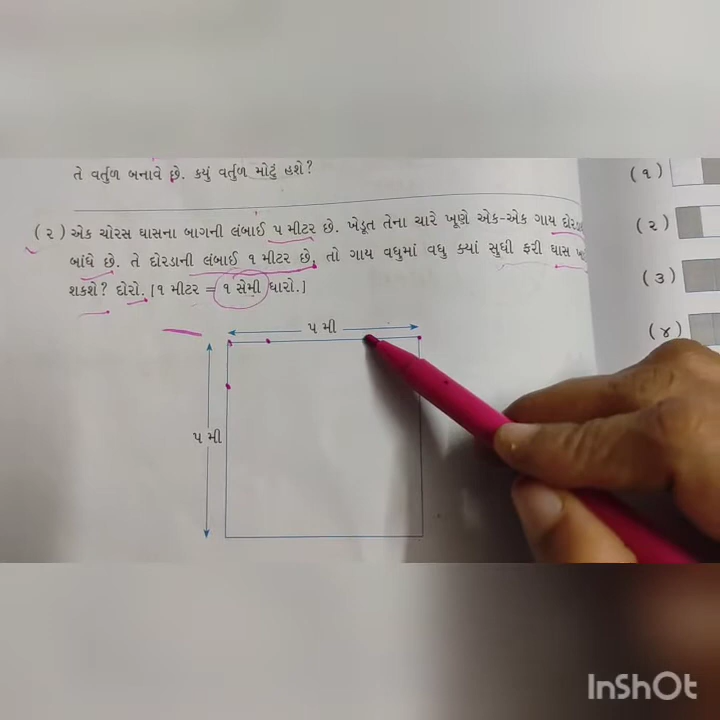 તે વર્તુળ બનાવે છે. કયું વર્તુળ મોટું હશે?
(૧)
(૨) એક ચોરસ ઘાસના બાગની લંબાઈ ૫ મીટર છે. ખેડૂત તેના ચારે ખૂણે એક-એક ગાય
(૨)
બાંધે છે. તે દોરડાની લંબાઈ ૧ મીટર છે, તો ગાય વધુમાં વધુ ક્યાં સુધી ફરી ઘાસ
(૩)
શકશે? દોરો. [૧ મીટર = ૧ સેમી ધારો.]
(૪)
૫ મી
૫ મી
InShOt